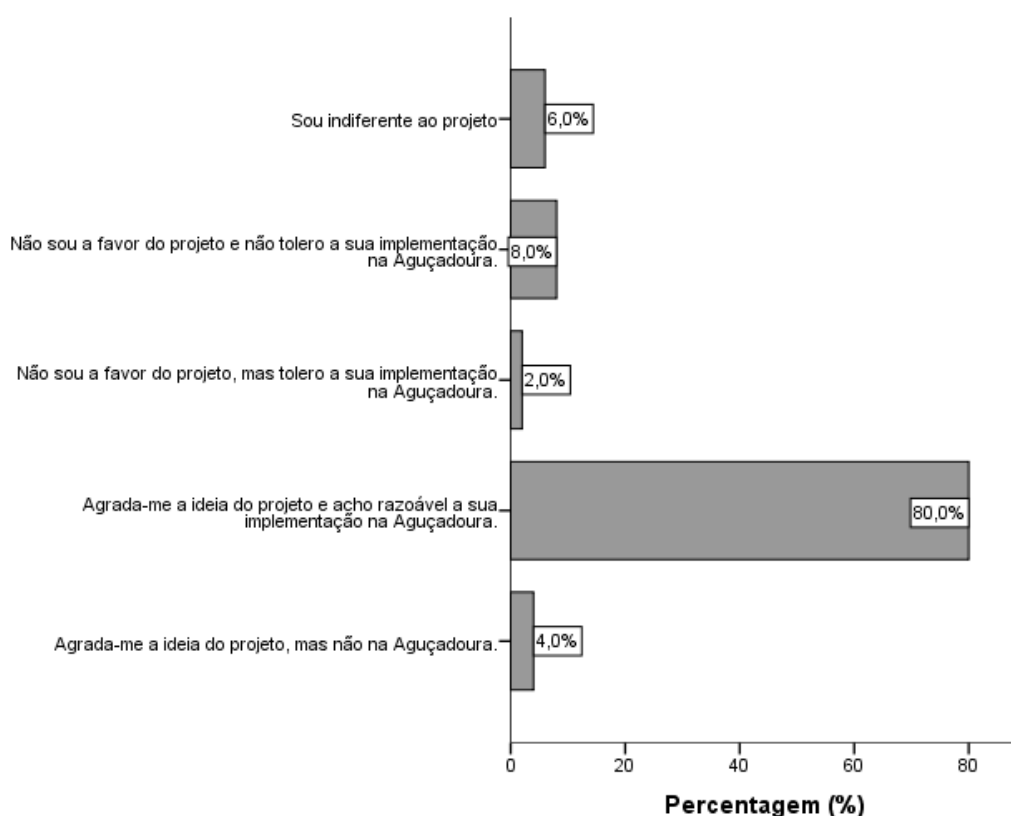 Sou indiferente ao projeto
6,0%
Não sou a favor do projeto e não tolero a sua implementação
na Aguçadoura.
8,0%
Não sou a favor do projeto, mas tolero a sua implementação
na Aguçadoura.
2,0%
Agrada-me a ideia do projeto e acho razoável a sua
implementação na Aguçadoura.
80,0%
Agrada-me a ideia do projeto, mas não na Aguçadoura.
4,0%
0 20 40 60 80
Percentagem (%)